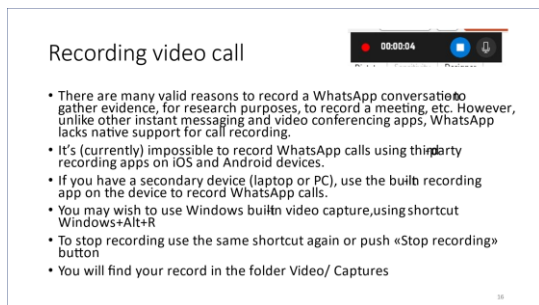 Recording video call
00:00:04
• There are many valid reasons to record a WhatsApp conversation to
gather evidence, for research purposes, to record a meeting, etc. However,
unlike other instant messaging and video conferencing apps, WhatsApp
lacks native support for call recording.
• It's (currently) impossible to record WhatsApp calls using third-party
recording apps on iOS and Android devices.
• If you have a secondary device (laptop or PC), use the built-in recording
app on the device to record WhatsApp calls.
• You may wish to use Windows built-in video capture,using shortcut
Windows+Alt+R
• To stop recording use the same shortcut again or push «Stop recording»
button
• You will find your record in the folder Video/ Captures
16